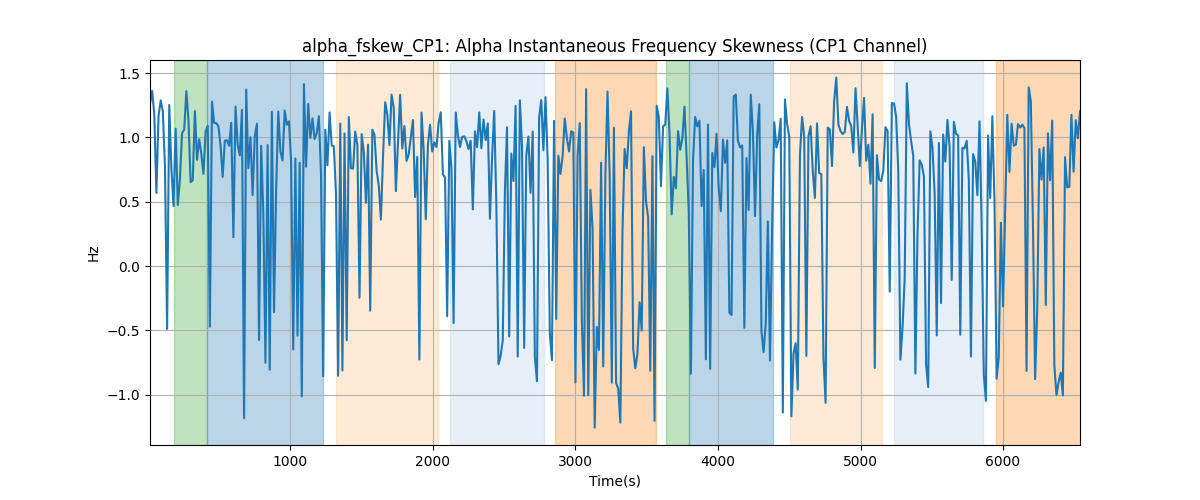 alpha_fskew_CP1: Alpha Instantaneous Frequency Skewness (CP1 Channel)
1.5
1.0
0.5
0.0
−0.5
−1.0
Hz
1000 2000 3000 4000 5000 6000
Time(s)